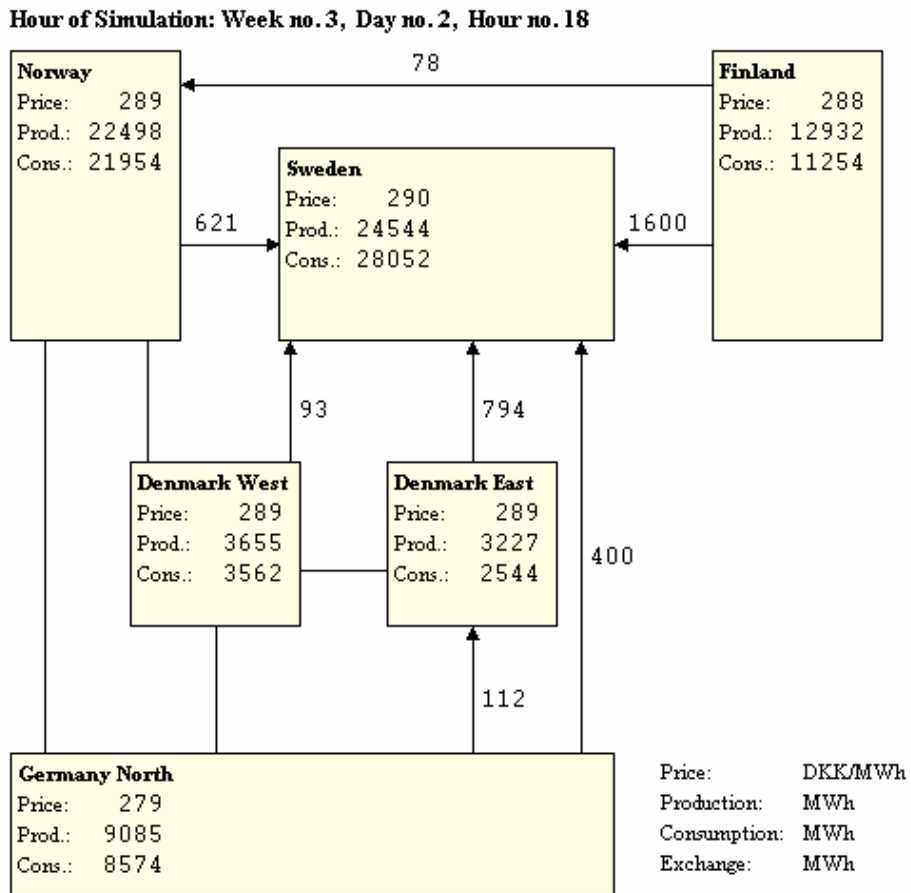 Hour of Simulation: Week no. 3, Day no. 2, Hour no. 18
78
Norway
Price: 289
Prod.: 22498
Cons.: 21954
Finland
Price: 288
Prod.: 12932
Cons.: 11254
Sweden
Price: 290
Prod.: 24544
Cons.: 28052
621
1600
93
794
Denmark West
Price: 289
Prod.: 3655
Cons.: 3562
Denmark East
Price: 289
Prod.: 3227
Cons.: 2544
400
112
Germany North
Price: 279
Prod.: 9085
Cons.: 8574
Price: DKK/MWh
Production: MWh
Consumption: MWh
Exchange: MWh